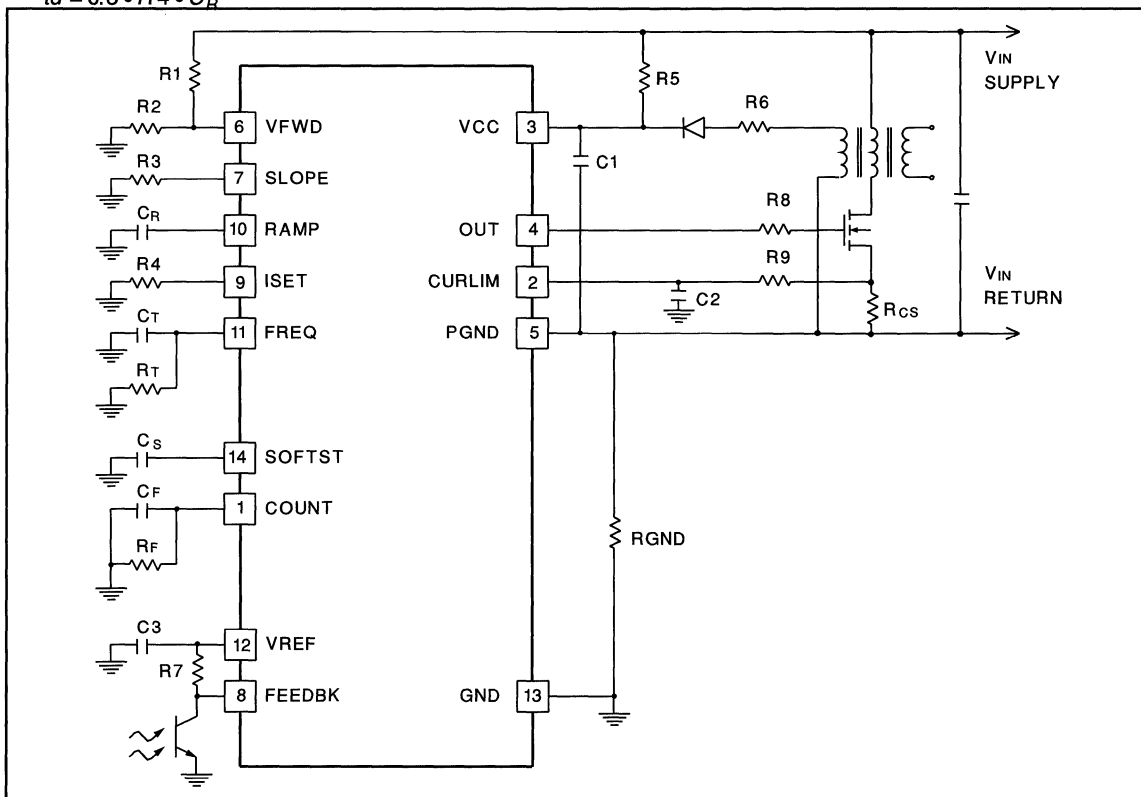 R1
R2
6 VFWD
R3
7 SLOPE
CR
10 RAMP
R4
9 ISET
CT
11 FREQ
RT
CS
14 SOFTST
CF
1 COUNT
RF
C3
12 VREF
R7
8 FEEDBK
VCC 3
OUT 4
CURLIM 2
PGND 5
GND 13
R5
R6
C1
R8
R9
C2
RCS
RGND
VIN
SUPPLY
VIN
RETURN